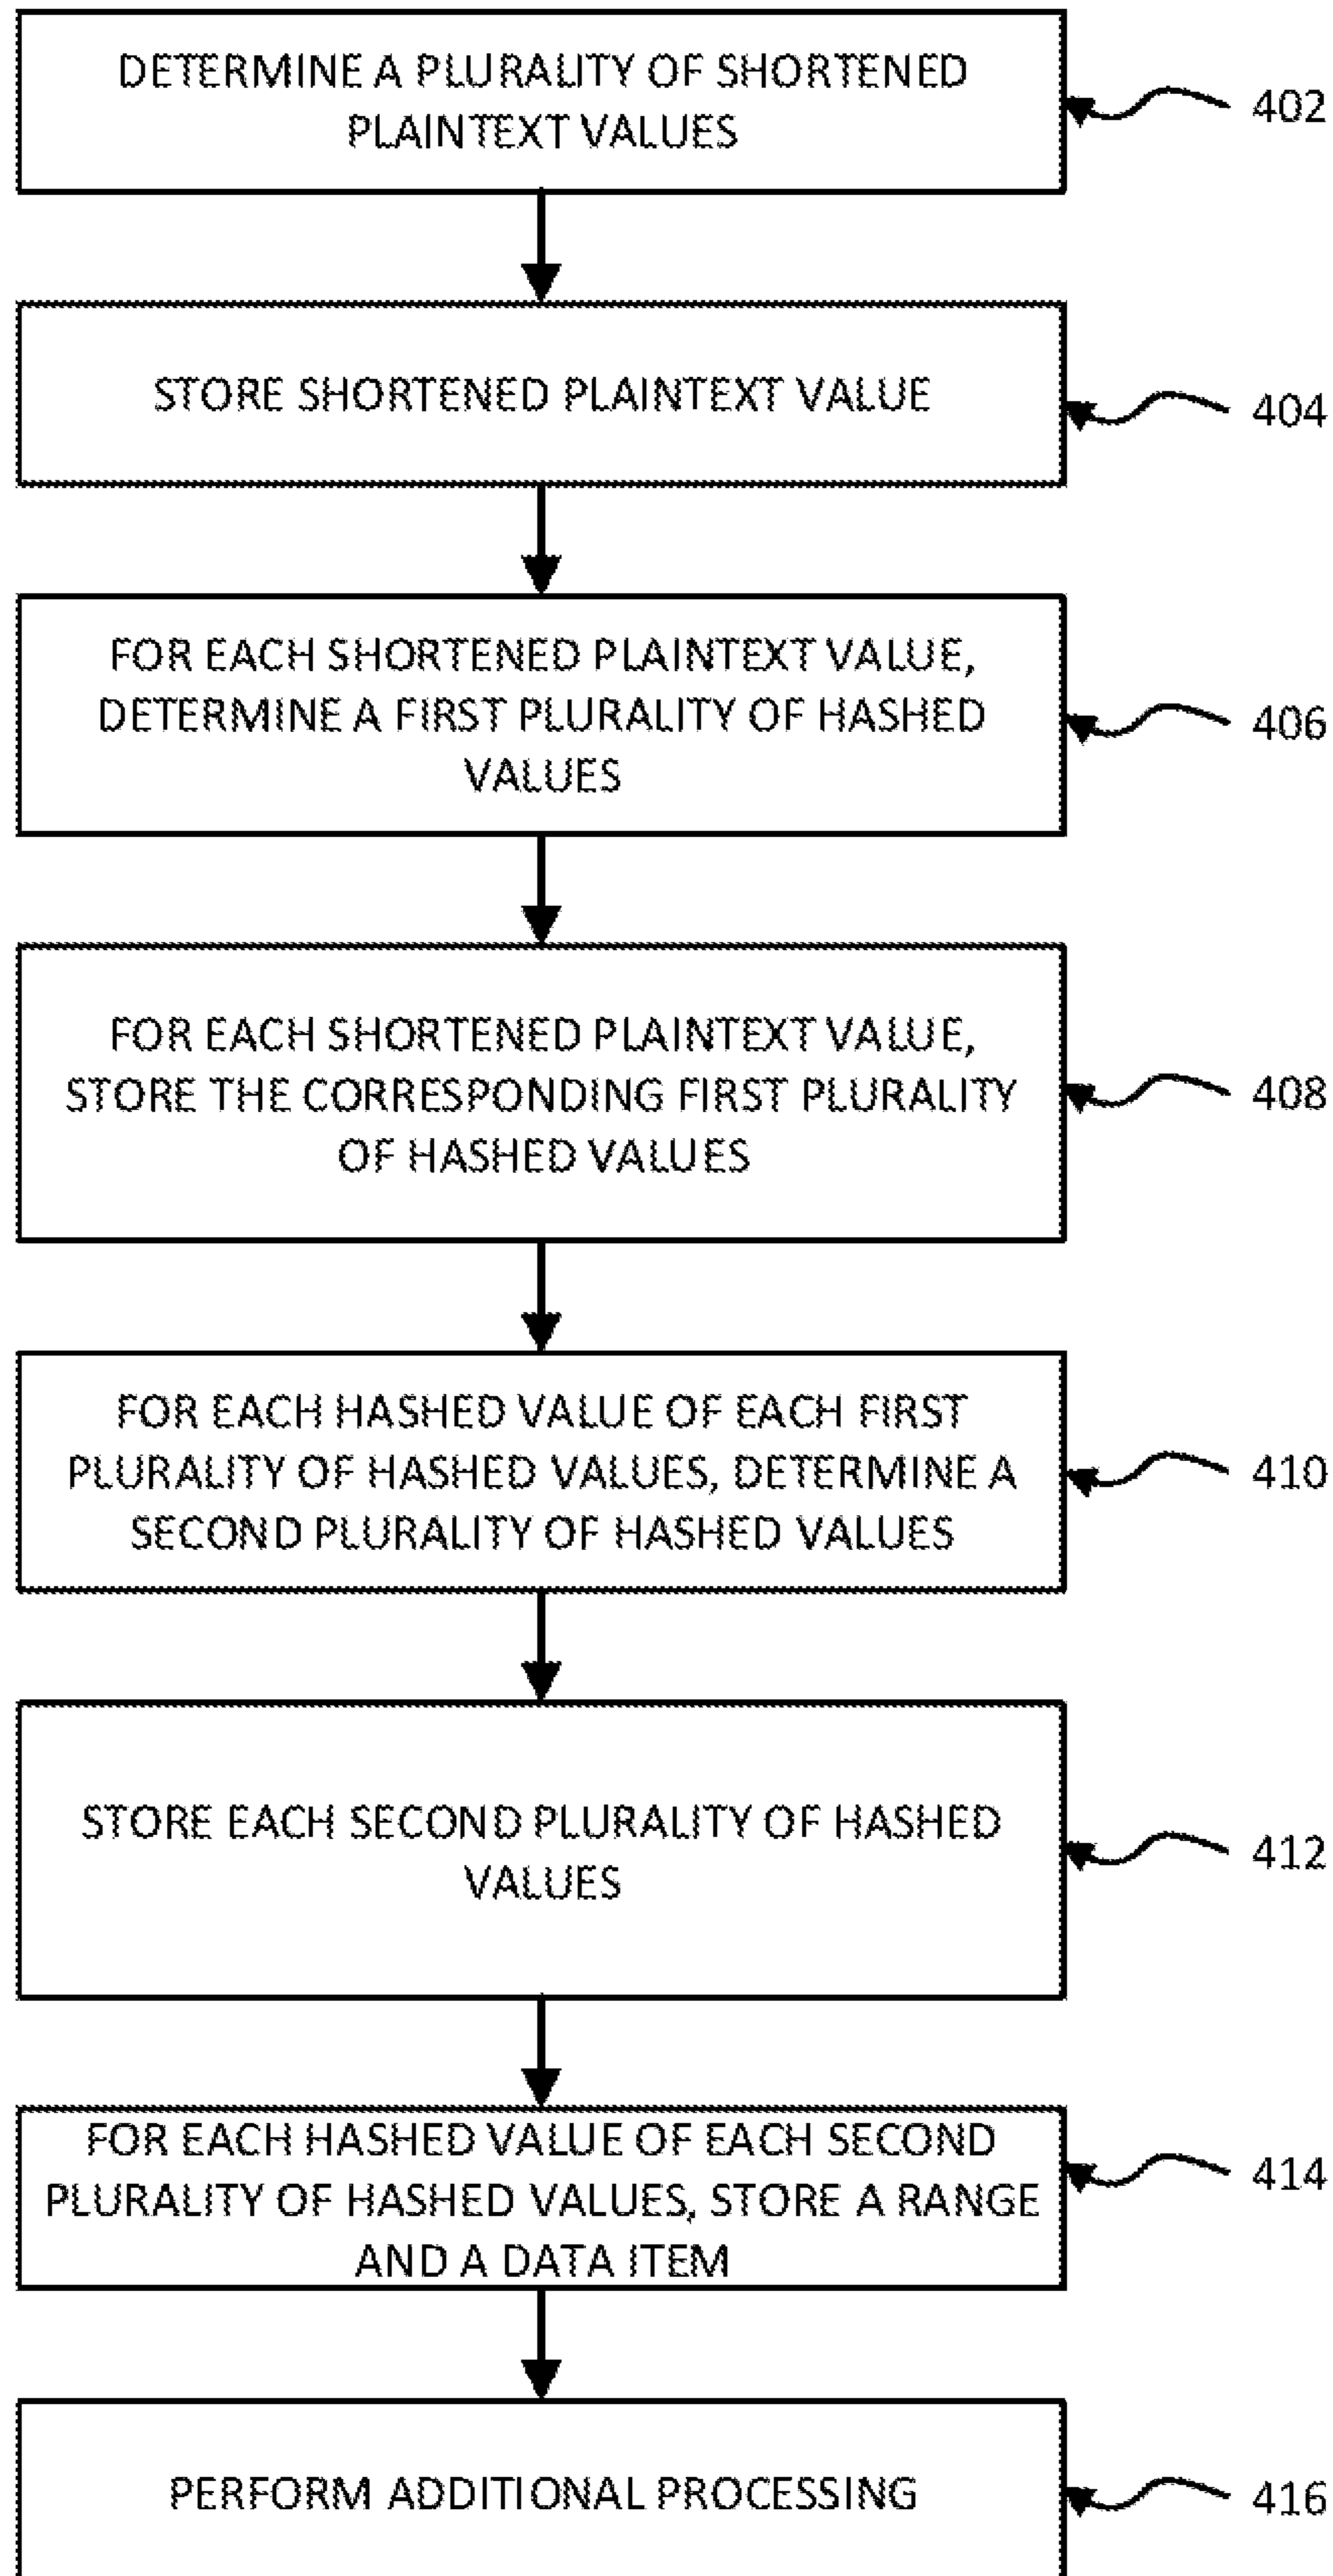 DETERMINE A PLURALITY OF SHORTENED
PLAINTEXT VALUES
402
STORE SHORTENED PLAINTEXT VALUE
404
FOR EACH SHORTENED PLAINTEXT VALUE,
DETERMINE A FIRST PLURALITY OF HASHED
VALUES
406
FOR EACH SHORTENED PLAINTEXT VALUE,
STORE THE CORRESPONDING FIRST PLURALITY
OF HASHED VALUES
408
FOR EACH HASHED VALUE OF EACH FIRST
PLURALITY OF HASHED VALUES, DETERMINE A
SECOND PLURALITY OF HASHED VALUES
410
STORE EACH SECOND PLURALITY OF HASHED
VALUES
412
FOR EACH HASHED VALUE OF EACH SECOND
PLURALITY OF HASHED VALUES, STORE A RANGE
AND A DATA ITEM
414
PERFORM ADDITIONAL PROCESSING
416